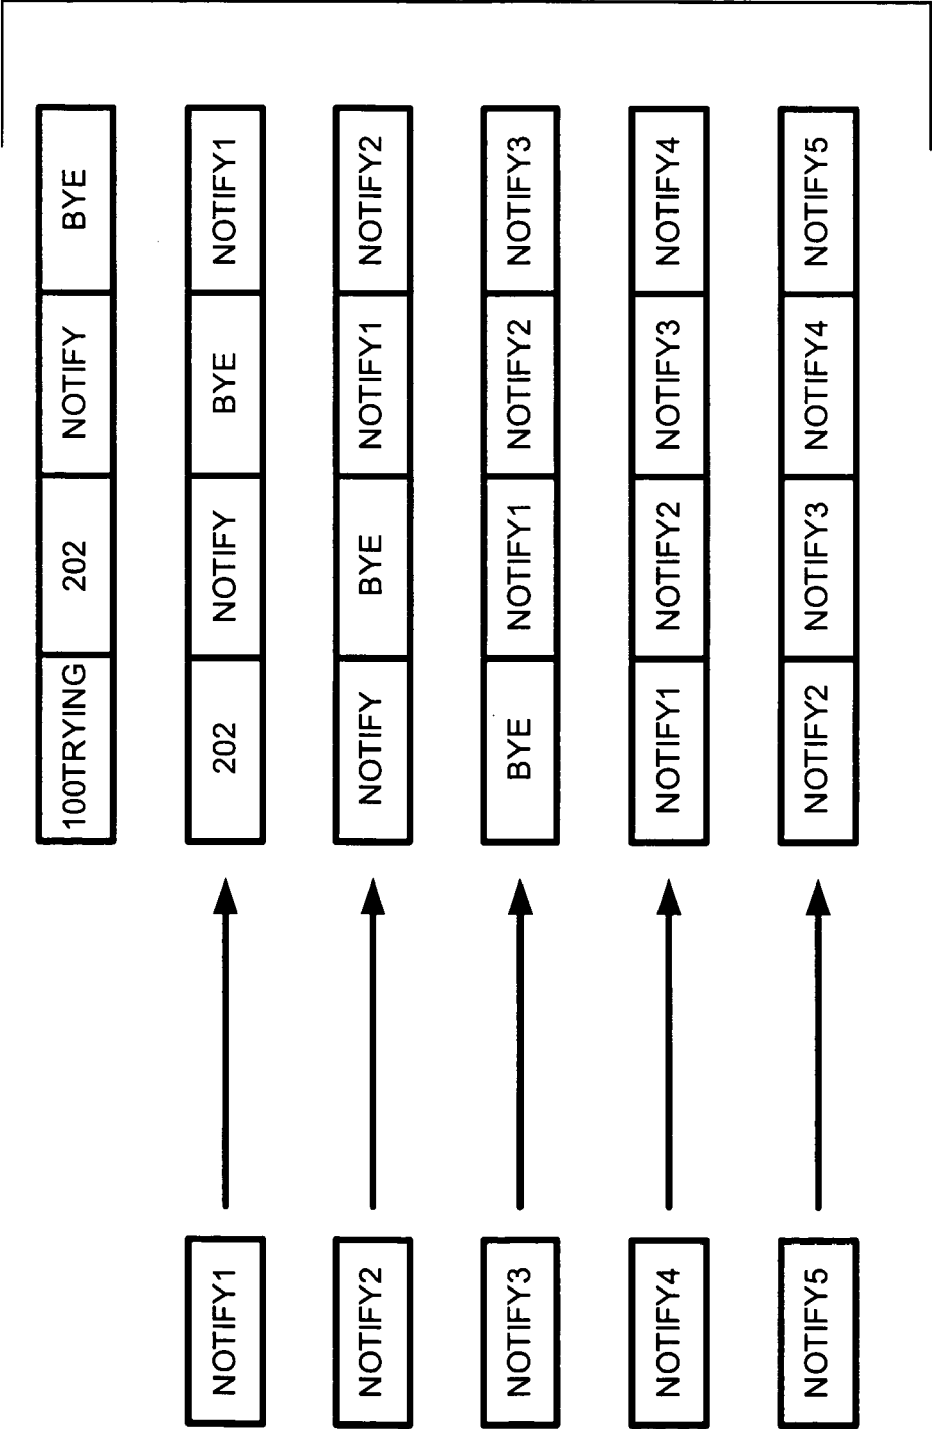 100TRYING 202 NOTIFY BYE
NOTIFY1 202 NOTIFY BYE NOTIFY1
NOTIFY2 NOTIFY BYE NOTIFY1 NOTIFY2
NOTIFY3 BYE NOTIFY1 NOTIFY2 NOTIFY3
NOTIFY4 NOTIFY1 NOTIFY2 NOTIFY3 NOTIFY4
NOTIFY5 NOTIFY2 NOTIFY3 NOTIFY4 NOTIFY5